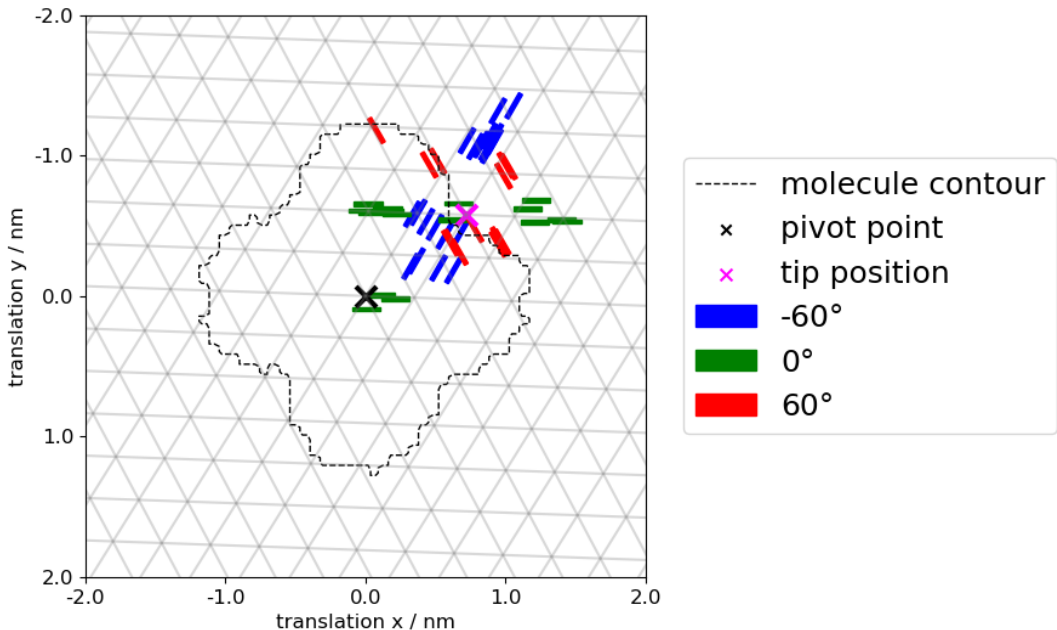 -2.0
-1.0
0.0
1.0
2.0
translation y / nm
-2.0 -1.0 0.0 1.0 2.0
translation x / nm
molecule contour
pivot point
tip position
-60°
0°
60°